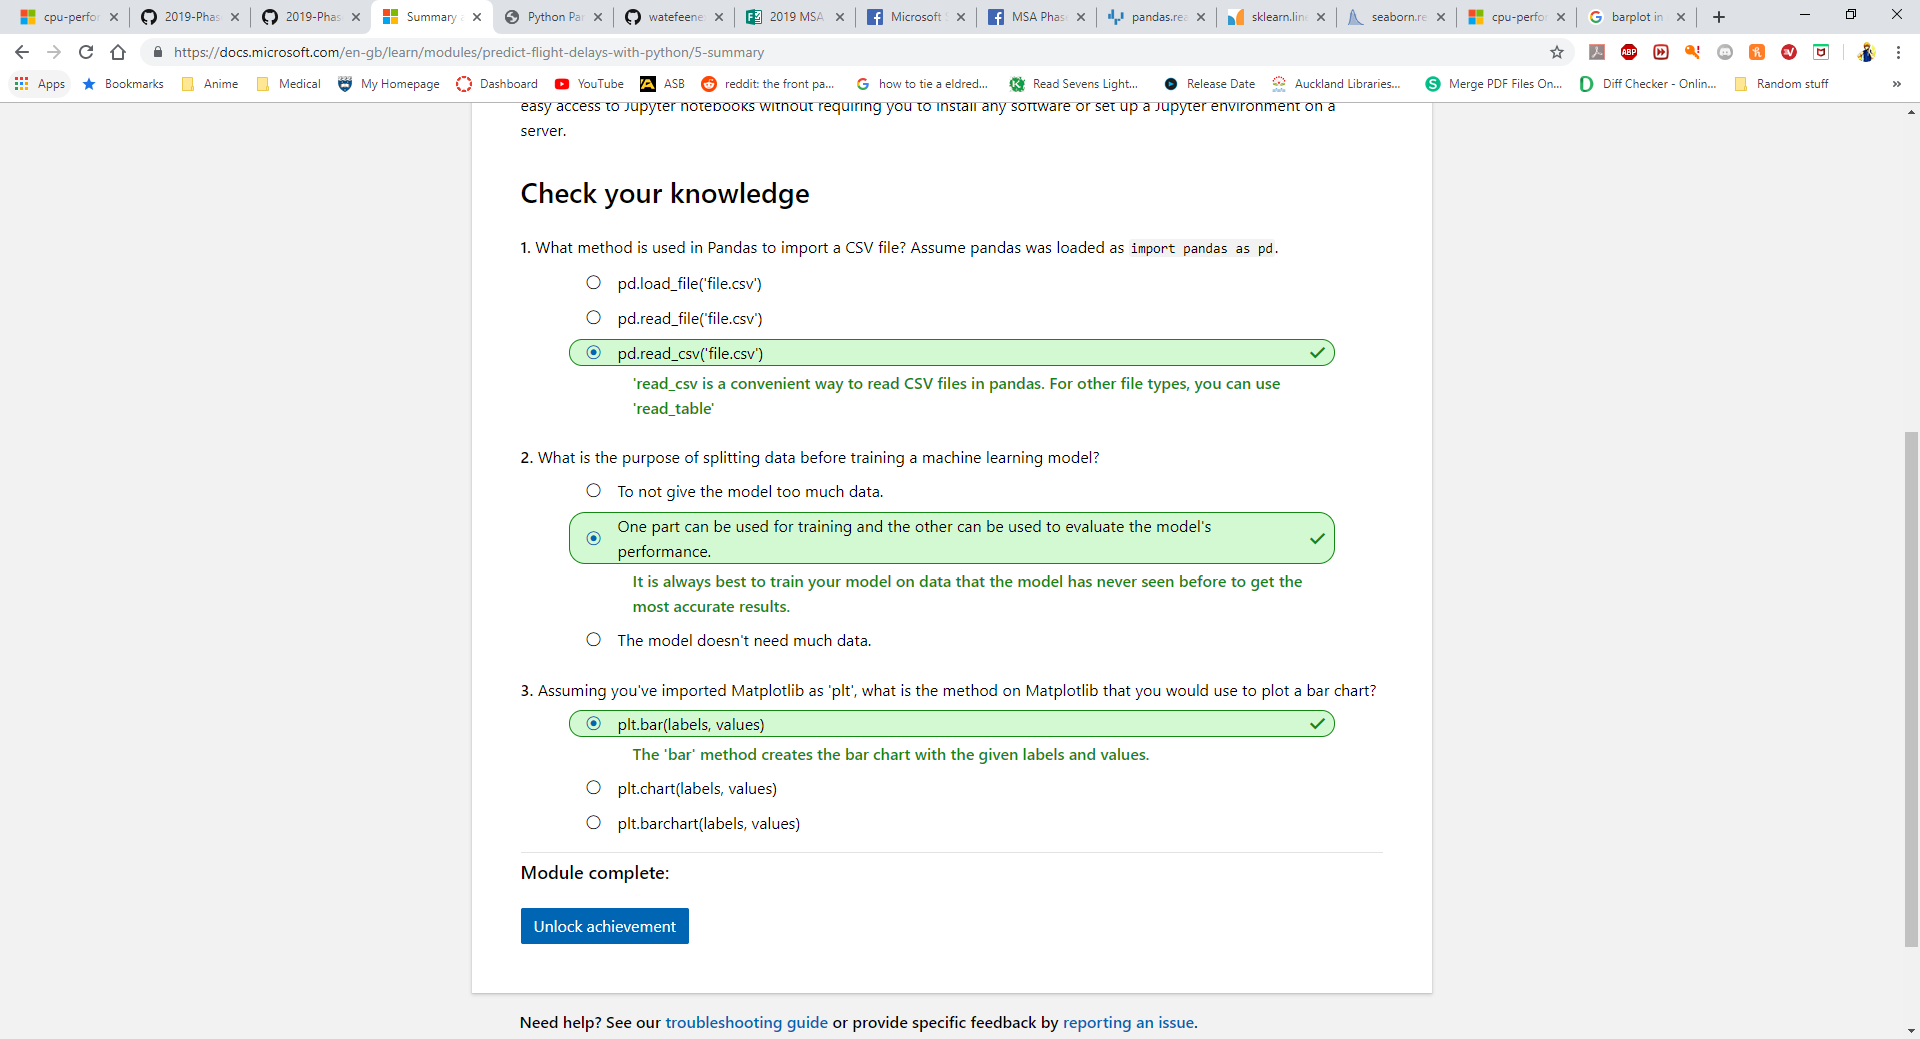 cpu-perfor
2019-Phas
2019-Phas
Summary a
Python Pan
watefeene
2019 MSA
Microsoft S
MSA Phase
pandas.rea
sklearn.line
seaborn.re
cpu-perfor
barplot in
https://docs.microsoft.com/en-gb/learn/modules/predict-flight-delays-with-python/5-summary
ABP
Apps
Bookmarks
Anime
Medical
My Homepage
Dashboard
YouTube
ASB
reddit: the front pa...
how to tie a eldred...
Read Sevens Light...
Release Date
Auckland Libraries...
Merge PDF Files On...
Diff Checker - Onlin...
Random stuff
»
easy access to Jupyter notebooks without requiring you to install any software or set up a Jupyter environment on a
server.
Check your knowledge
1. What method is used in Pandas to import a CSV file? Assume pandas was loaded as import pandas as pd.
pd.load_file('file.csv')
pd.read_file('file.csv')
pd.read_csv('file.csv')
'read_csv is a convenient way to read CSV files in pandas. For other file types, you can use
'read_table'
2. What is the purpose of splitting data before training a machine learning model?
To not give the model too much data.
One part can be used for training and the other can be used to evaluate the model's
performance.
It is always best to train your model on data that the model has never seen before to get the
most accurate results.
The model doesn't need much data.
3. Assuming you've imported Matplotlib as 'plt', what is the method on Matplotlib that you would use to plot a bar chart?
plt.bar(labels, values)
The 'bar' method creates the bar chart with the given labels and values.
plt.chart(labels, values)
plt.barchart(labels, values)
Module complete:
Unlock achievement
Need help? See our troubleshooting guide or provide specific feedback by reporting an issue.